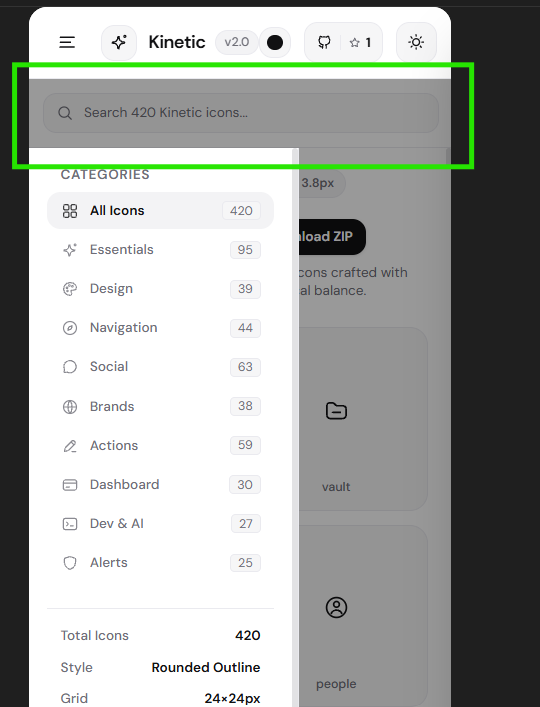 Kinetic v2.0 1
Search 420 Kinetic icons...
CATEGORIES
3.8px
All Icons 420
nload ZIP
Essentials 95
cons crafted with
Design 39
al balance.
Navigation 44
Social 63
Brands 38
Actions 59
Dashboard 30
vault
Dev & AI 27
Alerts 25
Total Icons 420
Style Rounded Outline
people
Grid 24×24px